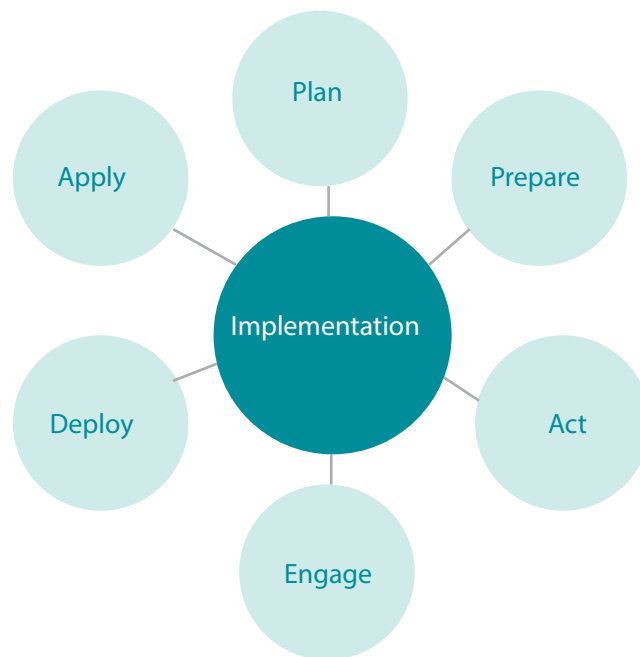 Plan
Apply
Prepare
Implementation
Deploy
Act
Engage